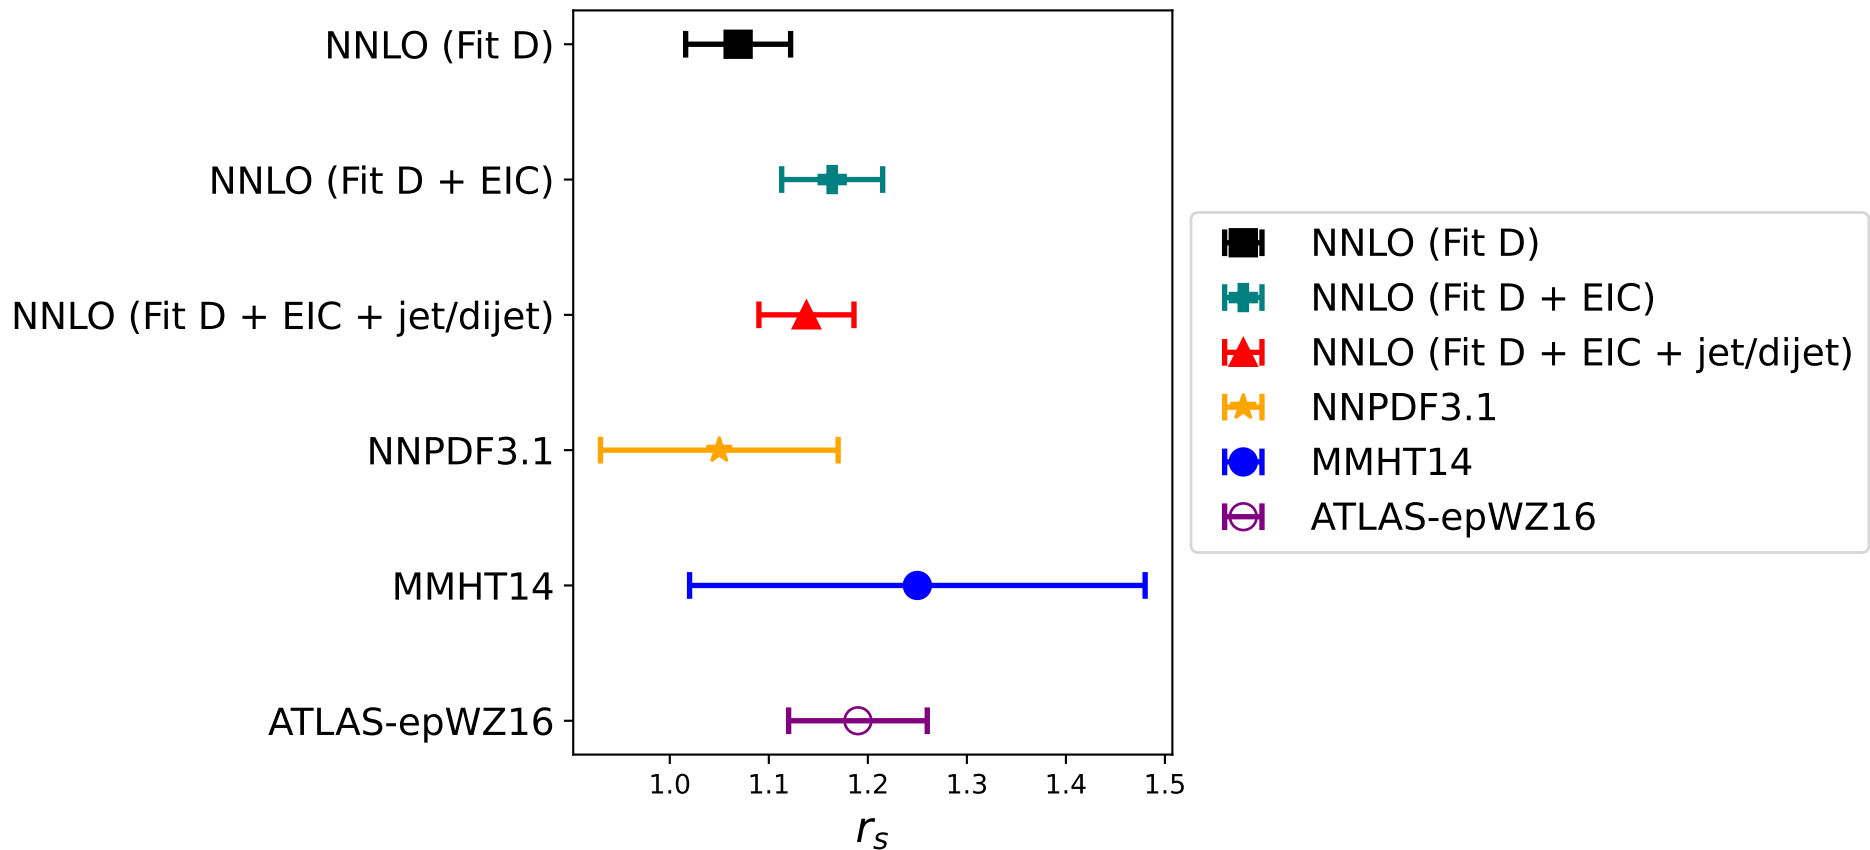 NNLO (Fit D)
NNLO (Fit D + EIC)
NNLO (Fit D + EIC + jet/dijet)
NNPDF3.1
MMHT14
ATLAS-epWZ16
1.0 1.1 1.2 1.3 1.4 1.5
r_s
NNLO (Fit D)
NNLO (Fit D + EIC)
NNLO (Fit D + EIC + jet/dijet)
NNPDF3.1
MMHT14
ATLAS-epWZ16